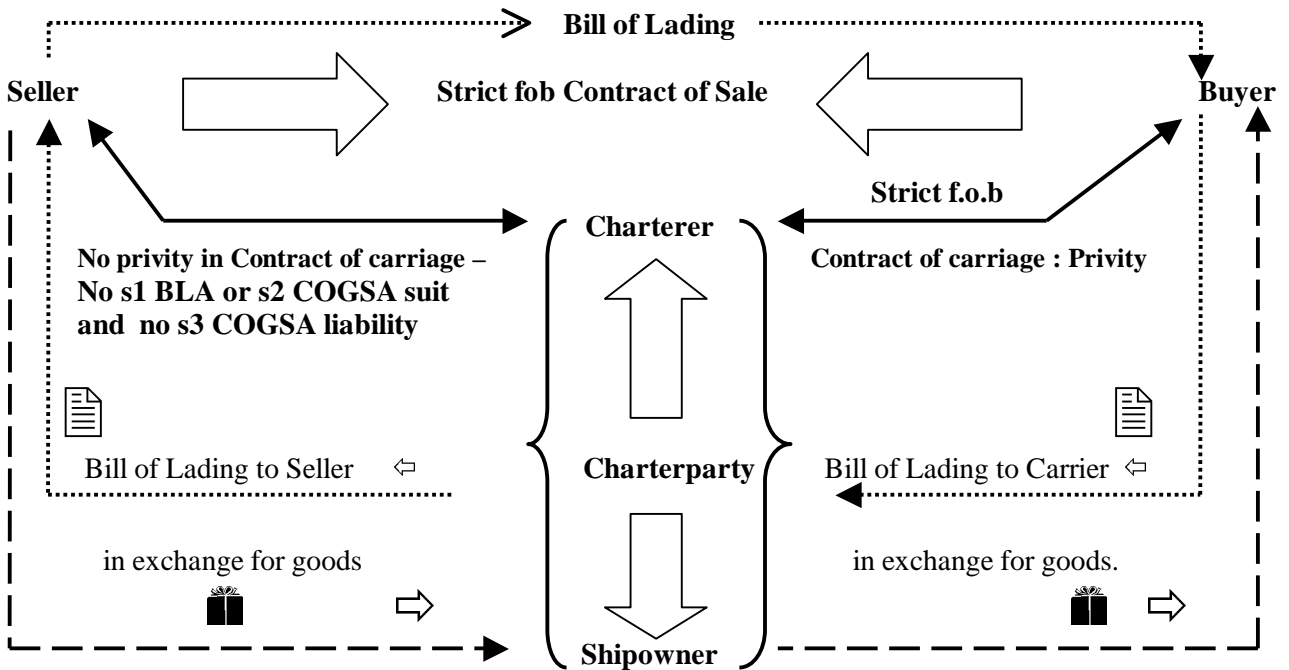 Bill of Lading
Seller
Strict fob Contract of Sale
Buyer
Strict f.o.b
Charterer
No privity in Contract of carriage –
No s1 BLA or s2 COGSA suit
and no s3 COGSA liability
Contract of carriage : Privity
Bill of Lading to Seller
Charterparty
Bill of Lading to Carrier
in exchange for goods
in exchange for goods.
Shipowner